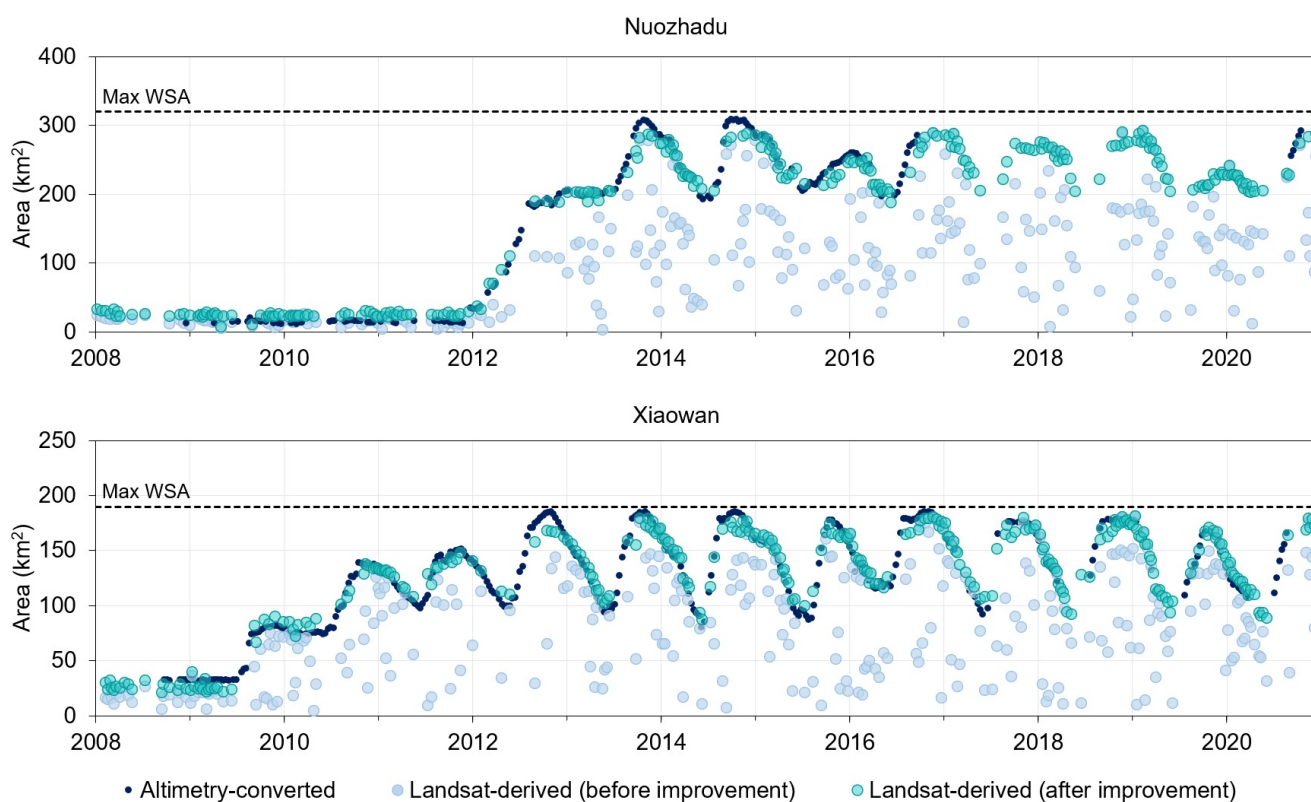 Nuozhadu
400
Max WSA
300
200
100
0
Area (km²)
2008 2010 2012 2014 2016 2018 2020
Xiaowan
250
200
Max WSA
150
100
50
0
Area (km²)
2008 2010 2012 2014 2016 2018 2020
Altimetry-converted Landsat-derived (before improvement) Landsat-derived (after improvement)